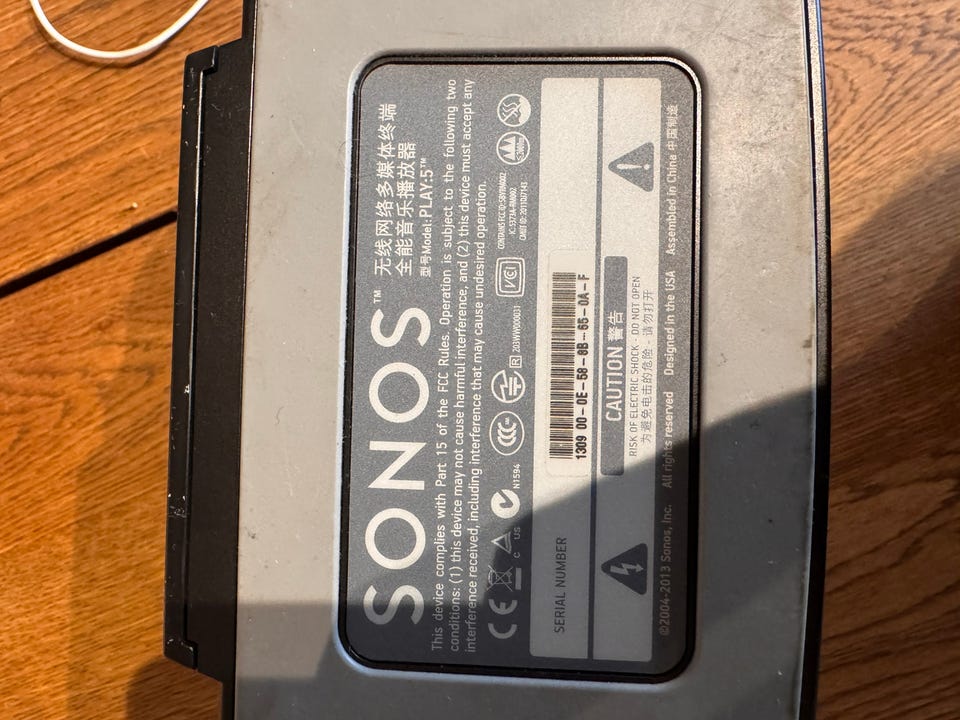 SONOS™
无线网络多媒体终端
全能音乐播放器
型号Model: PLAY:5™
This device complies with Part 15 of the FCC Rules. Operation is subject to the following two
conditions: (1) this device may not cause harmful interference, and (2) this device must accept any
interference received, including interference that may cause undesired operation.
CE
C US
N1594
CCC
R 203WW000031
VCI
CONTAINS FCC ID: SBVRM002
IC: 5373A-RM002
CMIIT ID: 2011DJ7143
SERIAL NUMBER
1309 00-0E-58-8B-65-0A-F
CAUTION 警告
RISK OF ELECTRIC SHOCK - DO NOT OPEN
为避免电击的危险 - 请勿打开
©2004-2013 Sonos, Inc. All rights reserved Designed in the USA Assembled in China 中国制造